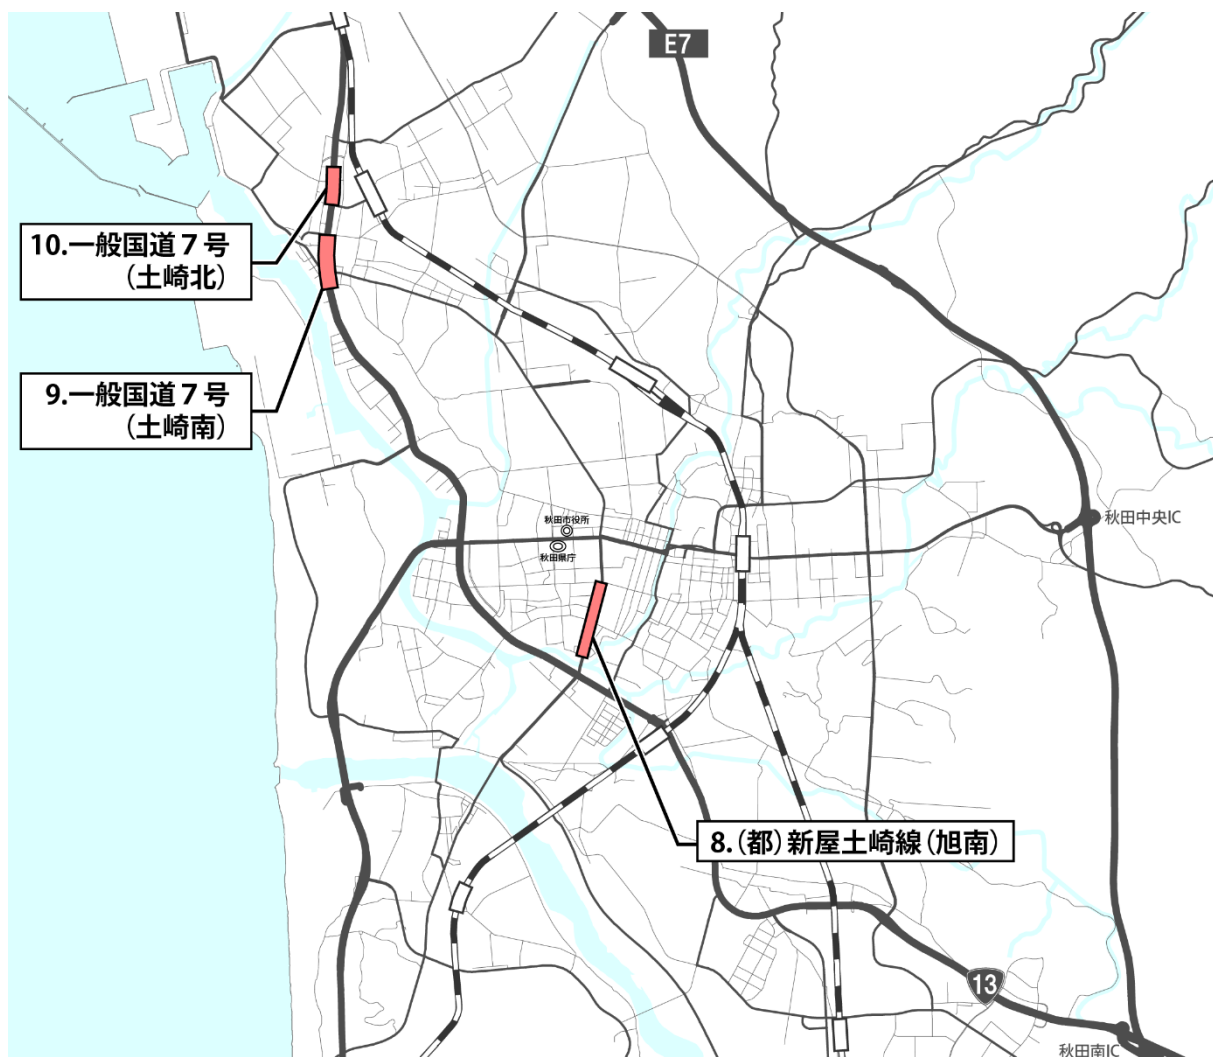 E7
10.一般国道７号
(土崎北)
9.一般国道７号
(土崎南)
秋田中央IC
秋田市役所
秋田県庁
8.(都)新屋土崎線(旭南)
13
秋田南IC